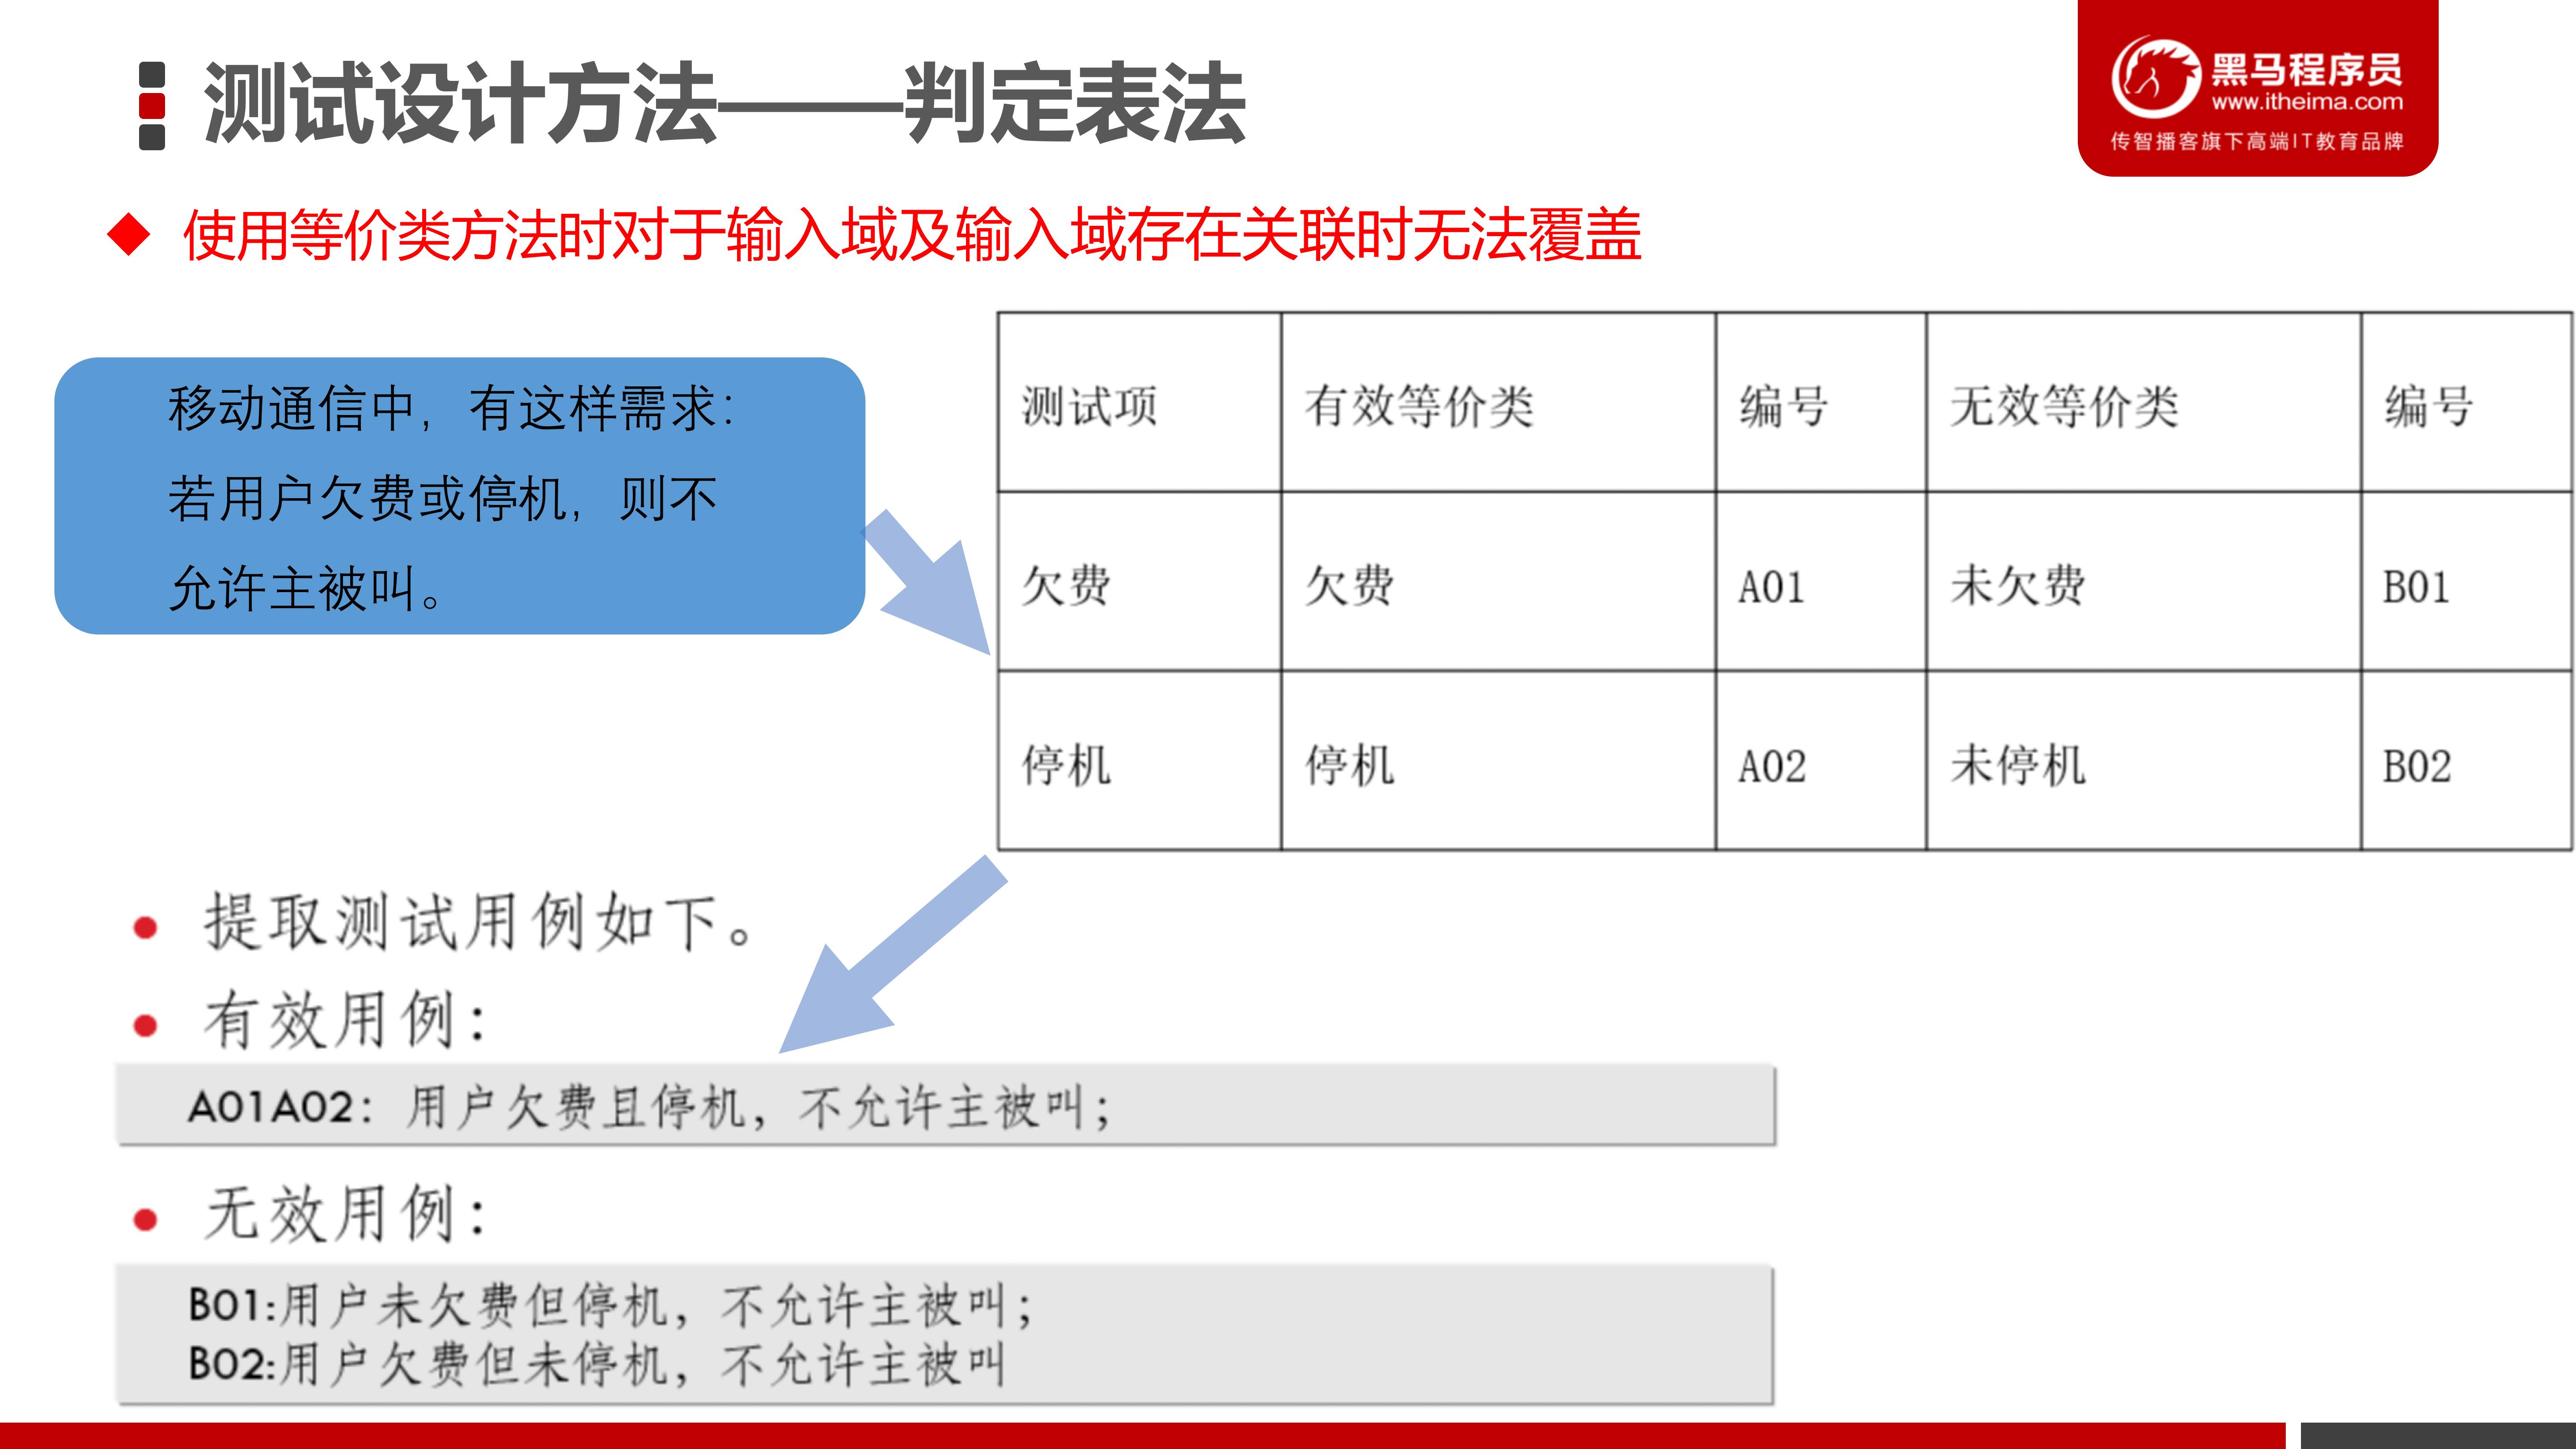 测试设计方法——判定表法
黑马程序员
www.itheima.com
传智播客旗下高端IT教育品牌
使用等价类方法时对于输入域及输入域存在关联时无法覆盖
移动通信中，有这样需求：
若用户欠费或停机，则不
允许主被叫。
测试项 有效等价类 编号 无效等价类 编号
欠费 欠费 A01 未欠费 B01
停机 停机 A02 未停机 B02
提取测试用例如下。
有效用例：
A01A02：用户欠费且停机，不允许主被叫；
无效用例：
B01:用户未欠费但停机，不允许主被叫；
B02:用户欠费但未停机，不允许主被叫